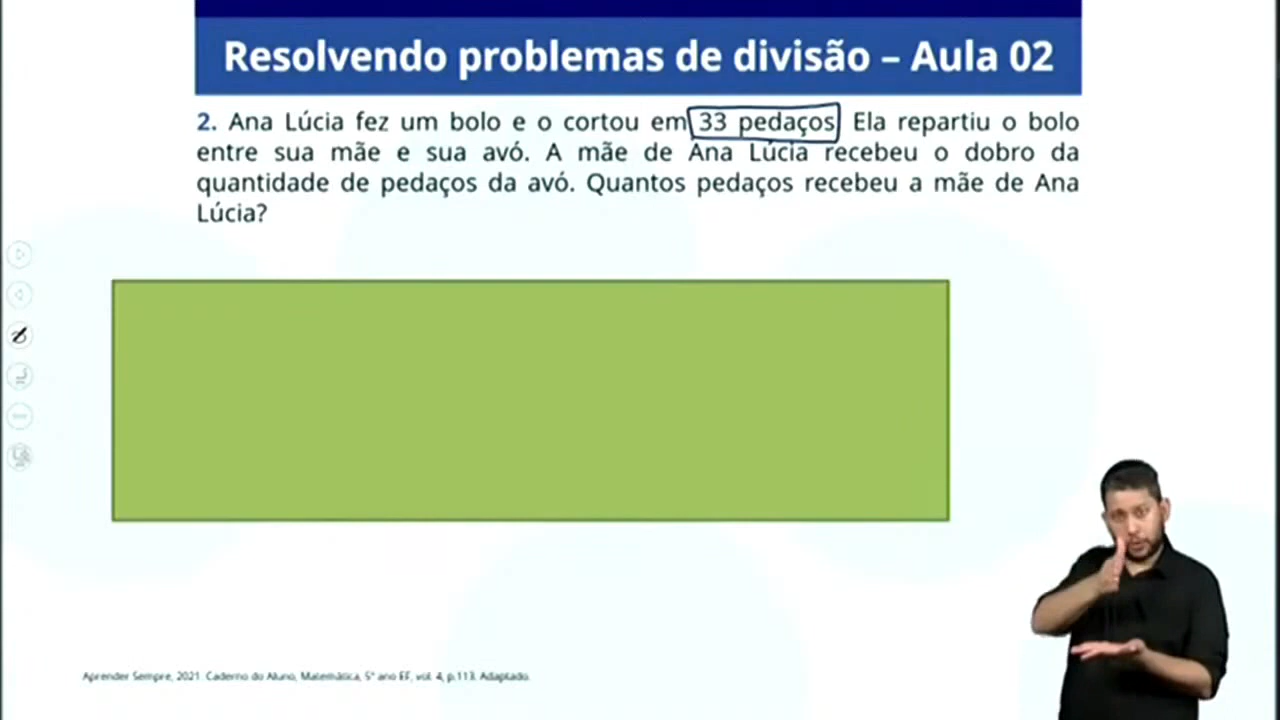 Resolvendo problemas de divisão – Aula 02
2. Ana Lúcia fez um bolo e o cortou em 33 pedaços. Ela repartiu o bolo
entre sua mãe e sua avó. A mãe de Ana Lúcia recebeu o dobro da
quantidade de pedaços da avó. Quantos pedaços recebeu a mãe de Ana
Lúcia?
Aprender Sempre, 2021. Caderno do Aluno, Matemática, 5º ano EF, vol. 4, p.113. Adaptado.